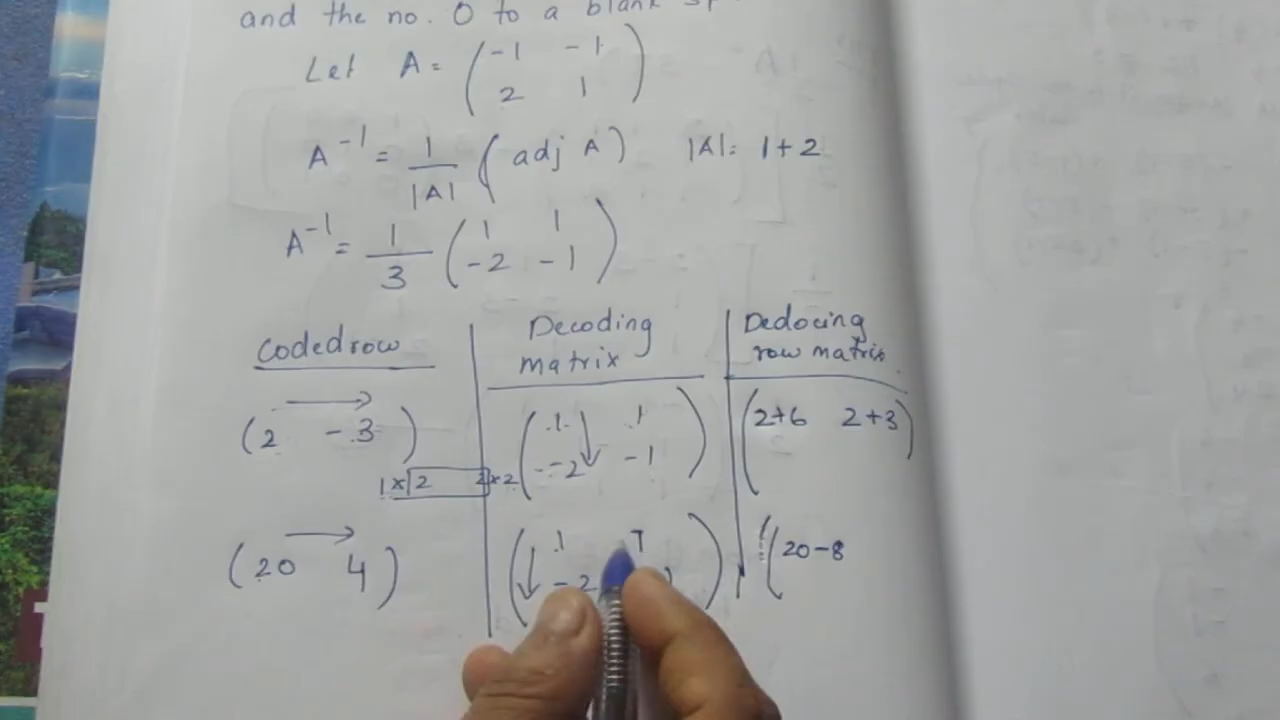 and the no. 0 to a blank
Let A = ( -1 -1
2 1 )
A⁻¹ = 1/|A| ( adj A ) |A| = 1+2
A⁻¹ = 1/3 ( 1 1
-2 -1 )
Codedrow
Decoding
matrix
Dedocing
row matrix
(2 -3)
( 1 1
-2 -1 )
(2+6 2+3)
1×2 2×2
(20 4)
( 1 1
-2
(20-8